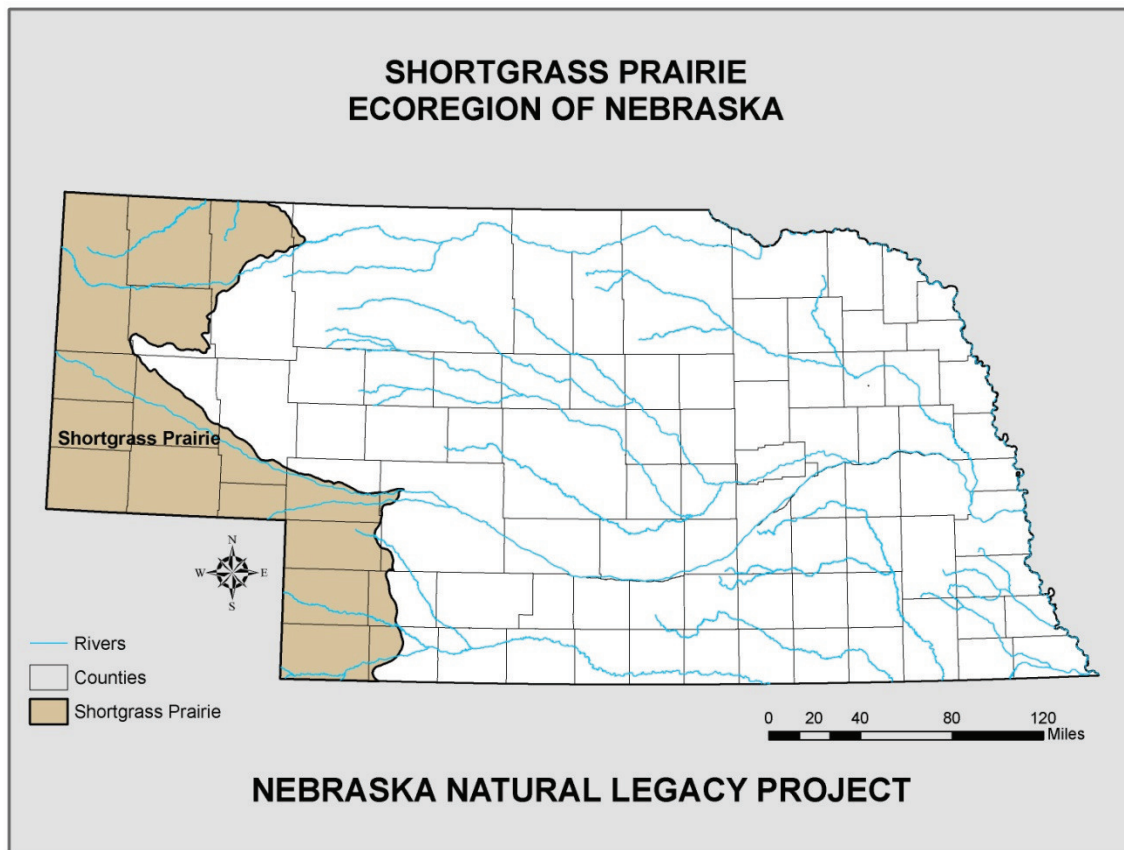 SHORTGRASS PRAIRIE
ECOREGION OF NEBRASKA
Shortgrass Prairie
N
W E
S
Rivers
Counties
Shortgrass Prairie
0 20 40 80 120
Miles
NEBRASKA NATURAL LEGACY PROJECT